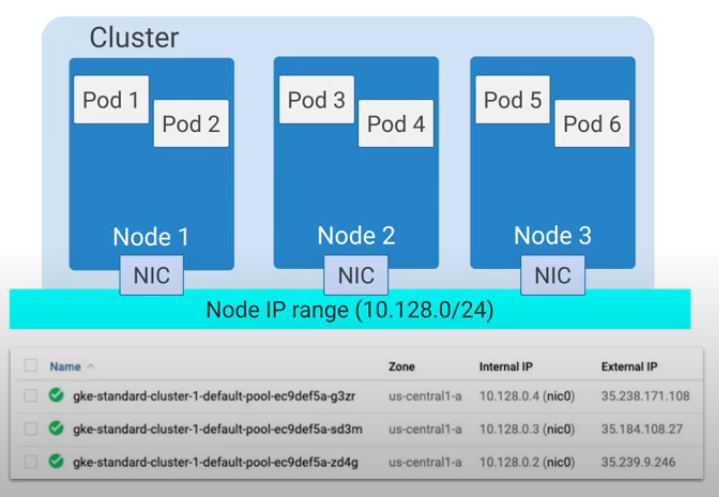 Cluster
Pod 1
Pod 2
Pod 3
Pod 4
Pod 5
Pod 6
Node 1
Node 2
Node 3
NIC
NIC
NIC
Node IP range (10.128.0/24)
Name Zone Internal IP External IP
gke-standard-cluster-1-default-pool-ec9def5a-g3zr us-central1-a 10.128.0.4 (nic0) 35.238.171.108
gke-standard-cluster-1-default-pool-ec9def5a-sd3m us-central1-a 10.128.0.3 (nic0) 35.184.108.27
gke-standard-cluster-1-default-pool-ec9def5a-zd4g us-central1-a 10.128.0.2 (nic0) 35.239.9.246